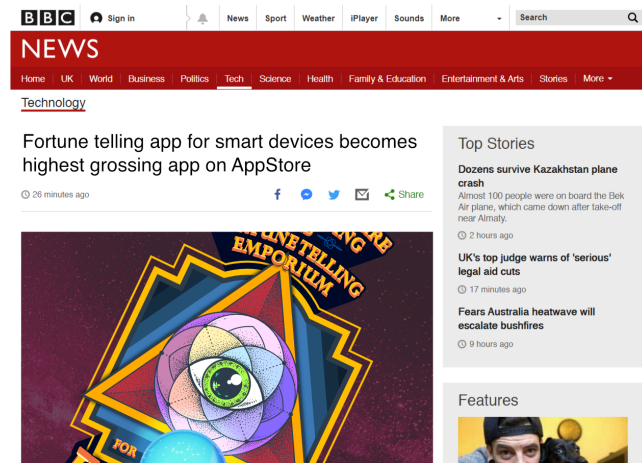 BBC Sign in News Sport Weather iPlayer Sounds More Search
NEWS
Home UK World Business Politics Tech Science Health Family & Education Entertainment & Arts Stories More
Technology
Fortune telling app for smart devices becomes
highest grossing app on AppStore
26 minutes ago
Share
FORTUNE TELLING
EMPORIUM
FOR
Top Stories
Dozens survive Kazakhstan plane
crash
Almost 100 people were on board the Bek
Air plane, which came down after take-off
near Almaty.
2 hours ago
UK's top judge warns of 'serious'
legal aid cuts
17 minutes ago
Fears Australia heatwave will
escalate bushfires
9 hours ago
Features